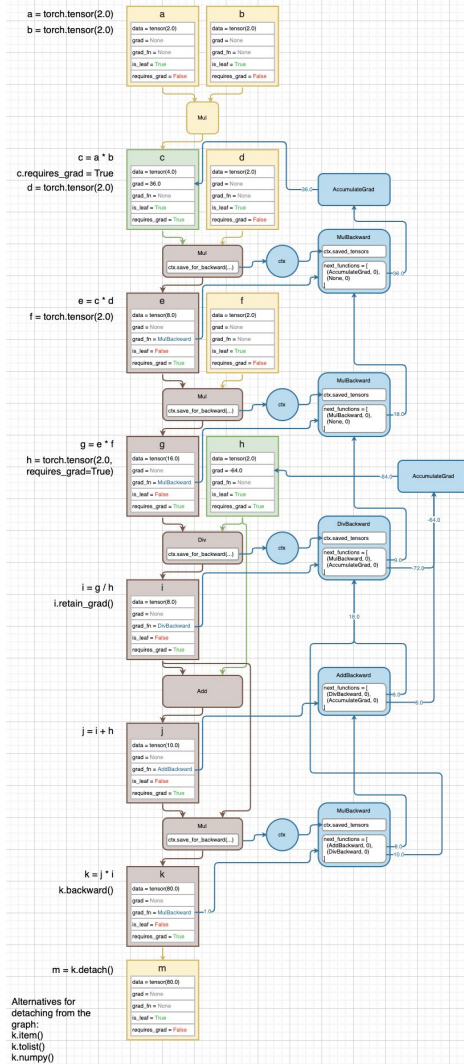 a = torch.tensor(2.0)
b = torch.tensor(2.0)
a
data = tensor(2.0)
grad = None
grad_fn = None
is_leaf = True
requires_grad = False
b
data = tensor(2.0)
grad = None
grad_fn = None
is_leaf = True
requires_grad = False
Mul
c = a * b
c.requires_grad = True
d = torch.tensor(2.0)
c
data = tensor(4.0)
grad = 36.0
grad_fn = None
is_leaf = True
requires_grad = True
d
data = tensor(2.0)
grad = None
grad_fn = None
is_leaf = True
requires_grad = False
36.0
AccumulateGrad
Mul
ctx.save_for_backward(...)
ctx
MulBackward
ctx.saved_tensors
next_functions = [
(AccumulateGrad, 0),
(None, 0)
]
36.0
e = c * d
f = torch.tensor(2.0)
e
data = tensor(8.0)
grad = None
grad_fn = MulBackward
is_leaf = False
requires_grad = True
f
data = tensor(2.0)
grad = None
grad_fn = None
is_leaf = True
requires_grad = False
Mul
ctx.save_for_backward(...)
ctx
MulBackward
ctx.saved_tensors
next_functions = [
(MulBackward, 0),
(None, 0)
]
18.0
g = e * f
h = torch.tensor(2.0,
requires_grad=True)
g
data = tensor(16.0)
grad = None
grad_fn = MulBackward
is_leaf = False
requires_grad = True
h
data = tensor(2.0)
grad = -64.0
grad_fn = None
is_leaf = True
requires_grad = True
-64.0
AccumulateGrad
-64.0
Div
ctx.save_for_backward(...)
ctx
DivBackward
ctx.saved_tensors
next_functions = [
(MulBackward, 0),
(AccumulateGrad, 0)
]
9.0
-72.0
i = g / h
i.retain_grad()
i
data = tensor(8.0)
grad = None
grad_fn = DivBackward
is_leaf = False
requires_grad = True
18.0
Add
AddBackward
next_functions = [
(DivBackward, 0),
(AccumulateGrad, 0)
]
8.0
8.0
j = i + h
j
data = tensor(10.0)
grad = None
grad_fn = AddBackward
is_leaf = False
requires_grad = True
Mul
ctx.save_for_backward(...)
ctx
MulBackward
ctx.saved_tensors
next_functions = [
(AddBackward, 0),
(DivBackward, 0)
]
8.0
10.0
k = j * i
k.backward()
k
data = tensor(80.0)
grad = None
grad_fn = MulBackward
is_leaf = False
requires_grad = True
1.0
m = k.detach()
m
data = tensor(80.0)
grad = None
grad_fn = None
is_leaf = True
requires_grad = False
Alternatives for
detaching from the
graph:
k.item()
k.tolist()
k.numpy()